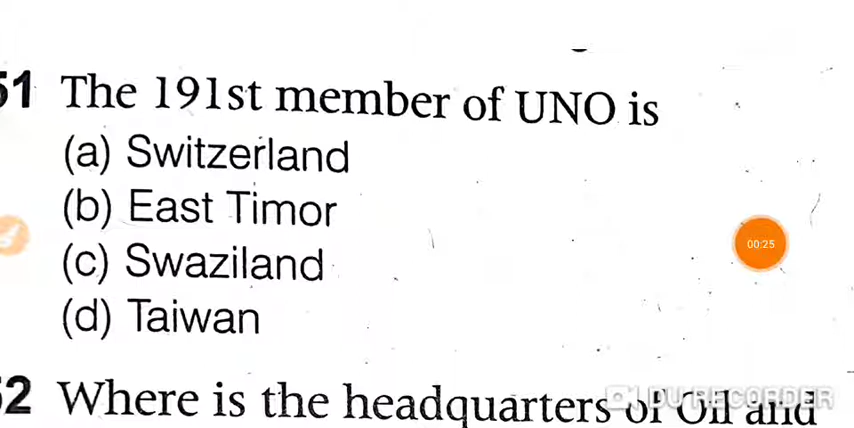 51 The 191st member of UNO is
(a) Switzerland
(b) East Timor
(c) Swaziland
(d) Taiwan
00:25
52 Where is the headquarters of Oil and
DU RECORDER